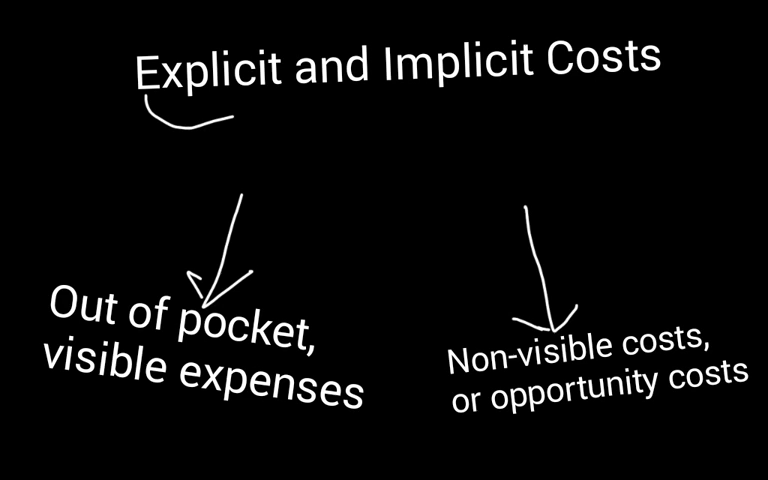 Explicit and Implicit Costs
Out of pocket,
visible expenses
Non-visible costs,
or opportunity costs